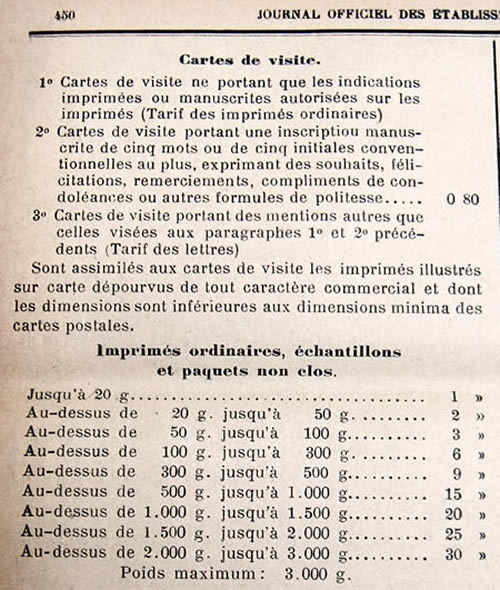 450 JOURNAL OFFICIEL DES ÉTABLISS
Cartes de visite.
1º Cartes de visite ne portant que les indications
imprimées ou manuscrites autorisées sur les
imprimés (Tarif des imprimés ordinaires)
2º Cartes de visite portant une inscriptiou manus-
crite de cinq mots ou de cinq initiales conven-
tionnelles au plus, exprimant des souhaits, féli-
citations, remerciements, compliments de con-
doléances ou autres formules de politesse..... 0 80
3º Cartes de visite portant des mentions autres que
celles visées aux paragraphes 1º et 2º précé-
dents (Tarif des lettres)
Sont assimilés aux cartes de visite les imprimés illustrés
sur carte dépourvus de tout caractère commercial et dont
les dimensions sont inférieures aux dimensions minima des
cartes postales.
Imprimés ordinaires, échantillons
et paquets non clos.
Jusqu'à 20 g.................................... 1 »
Au-dessus de 20 g. jusqu'à 50 g.......... 2 »
Au-dessus de 50 g. jusqu'à 100 g.......... 3 »
Au-dessus de 100 g. jusqu'à 300 g.......... 6 »
Au-dessus de 300 g. jusqu'à 500 g.......... 9 »
Au-dessus de 500 g. jusqu'à 1.000 g.......... 15 »
Au-dessus de 1.000 g. jusqu'à 1.500 g.......... 20 »
Au-dessus de 1.500 g. jusqu'à 2.000 g.......... 25 »
Au-dessus de 2.000 g. jusqu'à 3.000 g.......... 30 »
Poids maximum : 3.000 g.